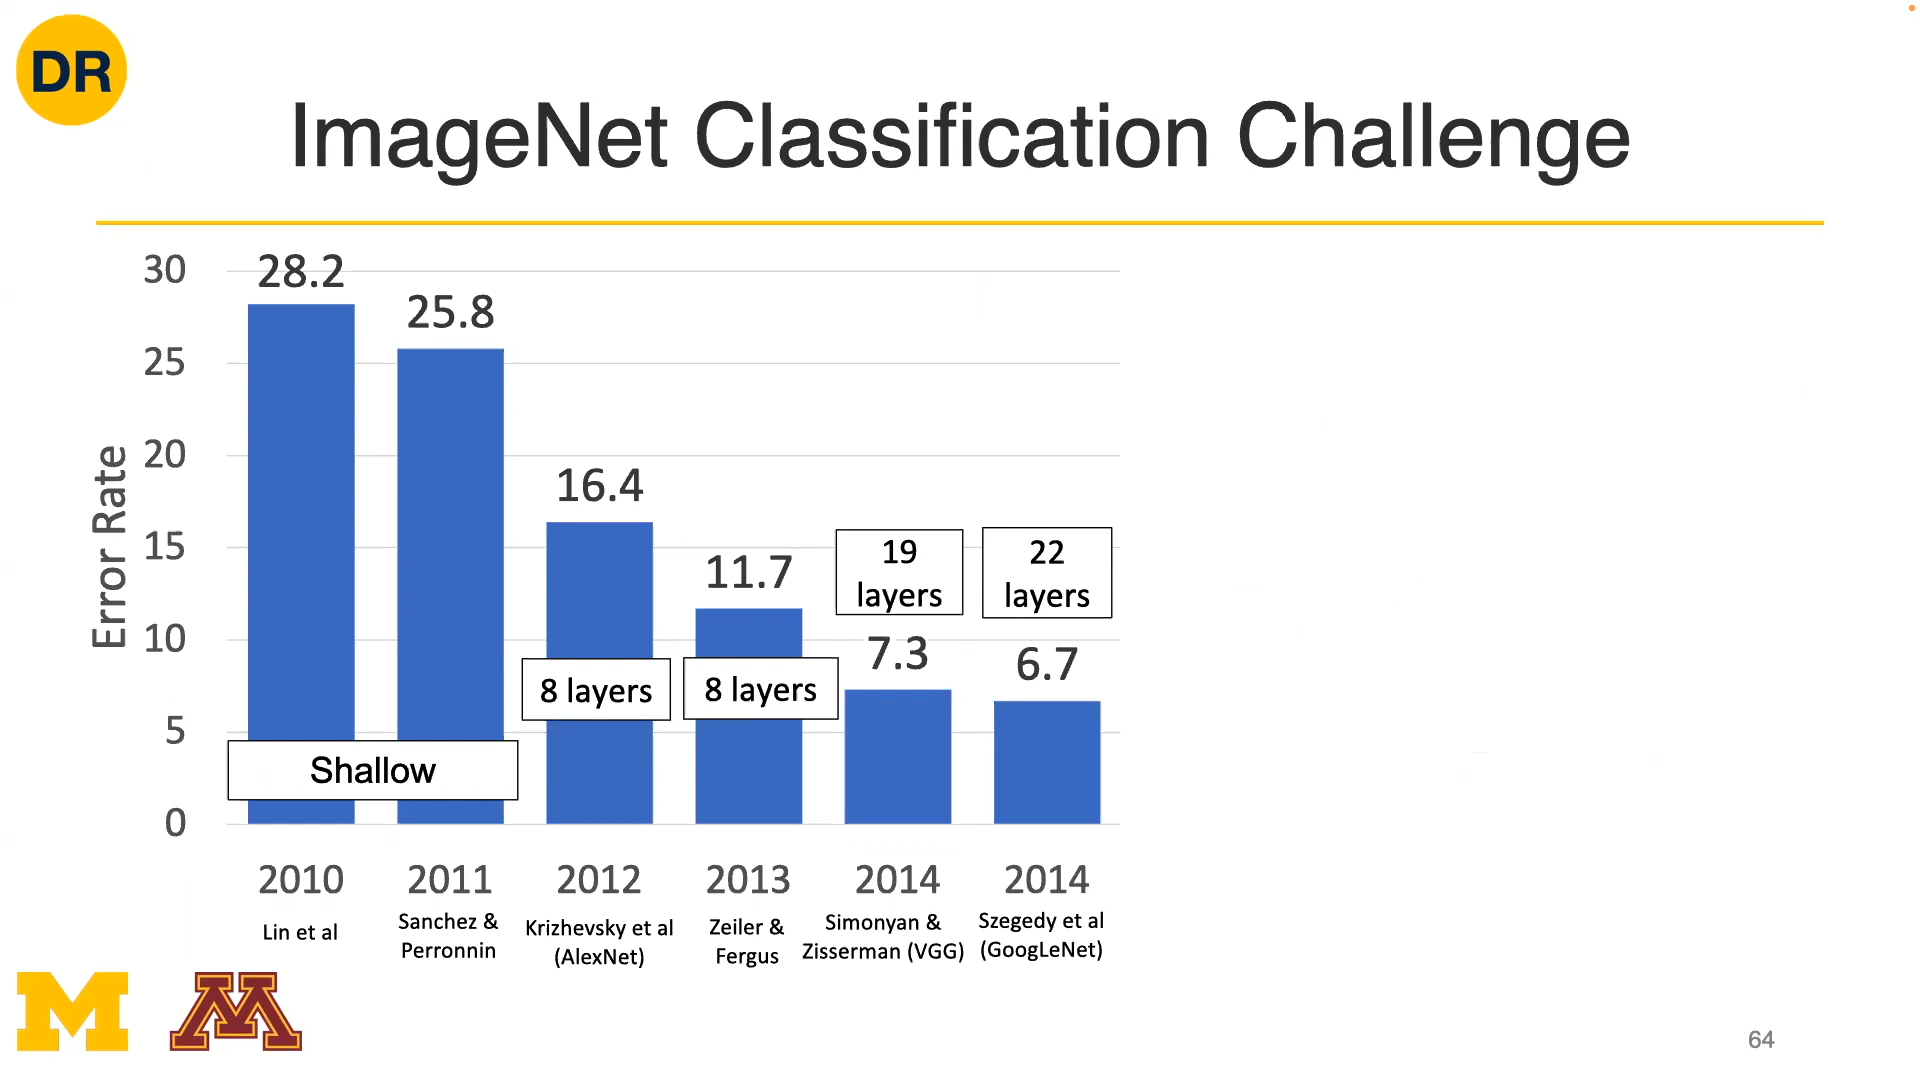 DR
ImageNet Classification Challenge
Error Rate
30
25
20
15
10
5
0
28.2
25.8
16.4
11.7
7.3
6.7
Shallow
8 layers
8 layers
19
layers
22
layers
2010
Lin et al
2011
Sanchez &
Perronnin
2012
Krizhevsky et al
(AlexNet)
2013
Zeiler &
Fergus
2014
Simonyan &
Zisserman (VGG)
2014
Szegedy et al
(GoogLeNet)
M
M
64